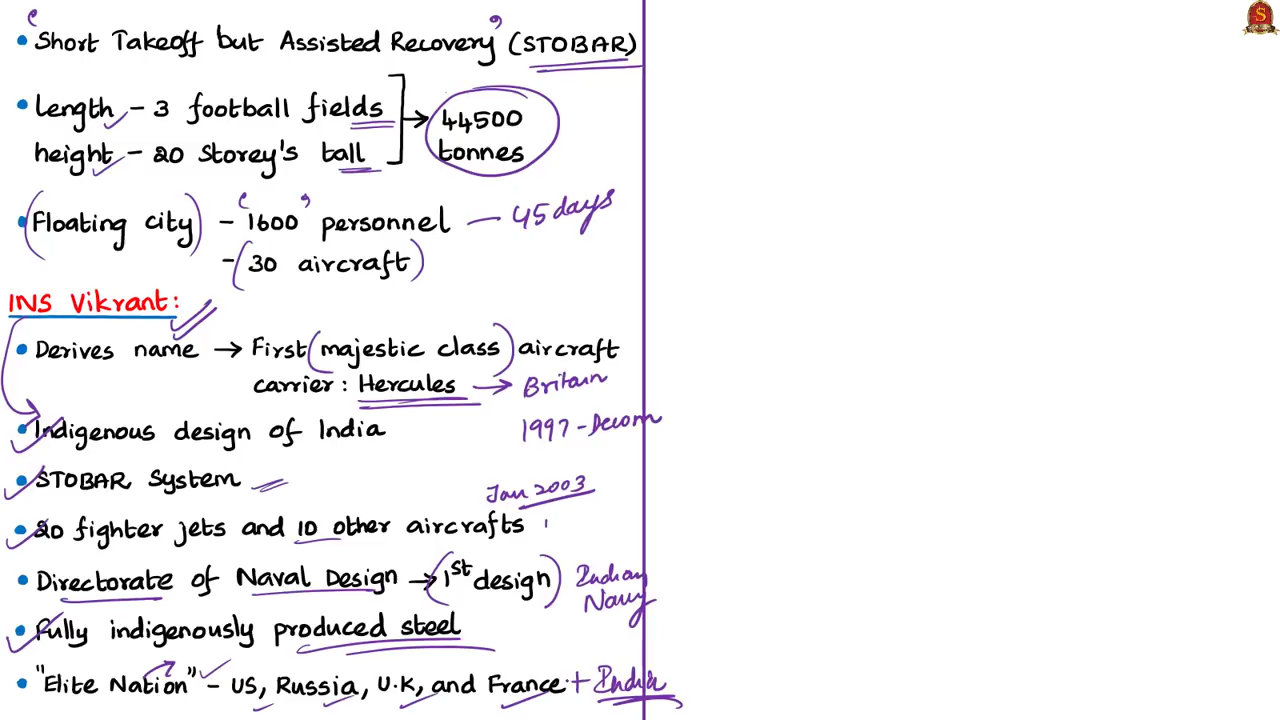 • 'Short Takeoff but Assisted Recovery' (STOBAR)
• length - 3 football fields
height - 20 Storey's tall
→ 44500 tonnes
• (Floating city) - '1600' personnel — 45 days
- (30 aircraft)
INS Vikrant:
• Derives name → First (majestic class) aircraft
carrier : Hercules → Britain
• Indigenous design of India 1997 - Decom
• STOBAR System
Jan 2003
• 20 fighter jets and 10 other aircrafts
• Directorate of Naval Design → (1st design) Indian Navy
• Fully indigenously produced steel
• "Elite Nation" - US, Russia, U.K, and France + India
S